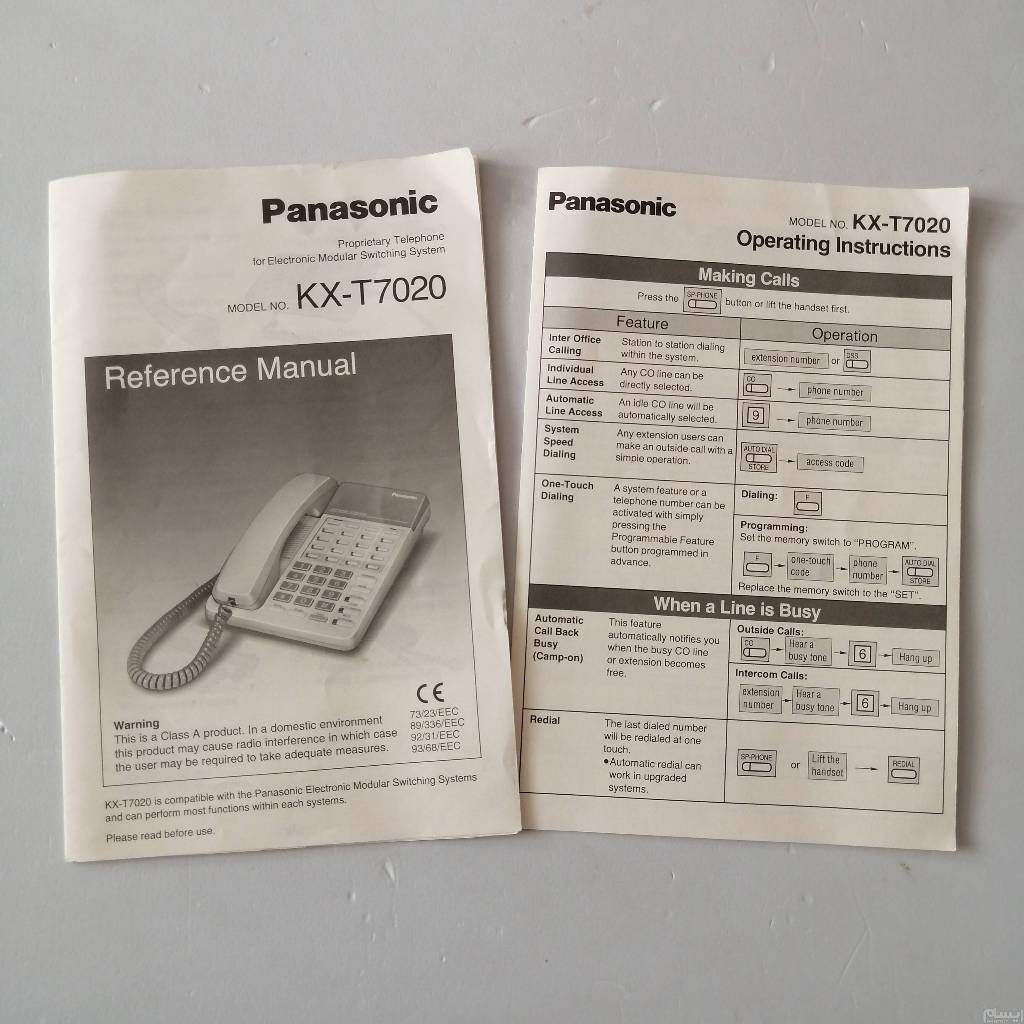 Panasonic
Proprietary Telephone
for Electronic Modular Switching System
MODEL NO. KX-T7020
Reference Manual
Panasonic
Warning
This is a Class A product. In a domestic environment
this product may cause radio interference in which case
the user may be required to take adequate measures.
CE
73/23/EEC
89/336/EEC
92/31/EEC
93/68/EEC
KX-T7020 is compatible with the Panasonic Electronic Modular Switching Systems
and can perform most functions within each systems.
Please read before use.
Panasonic
MODEL NO. KX-T7020
Operating Instructions
Making Calls
Press the SP-PHONE button or lift the handset first.
Feature Operation
Inter Office
Calling
Station to station dialing
within the system.
extension number or DSS
Individual
Line Access
Any CO line can be
directly selected.
CO phone number
Automatic
Line Access
An idle CO line will be
automatically selected.
9 phone number
System
Speed
Dialing
Any extension users can
make an outside call with a
simple operation.
AUTO DIAL
STORE
access code
One-Touch
Dialing
A system feature or a
telephone number can be
activated with simply
pressing the
Programmable Feature
button programmed in
advance.
Dialing: F
Programming:
Set the memory switch to "PROGRAM".
F
one-touch
code
phone
number
AUTO DIAL
STORE
Replace the memory switch to the "SET".
When a Line is Busy
Automatic
Call Back
Busy
(Camp-on)
This feature
automatically notifies you
when the busy CO line
or extension becomes
free.
Outside Calls:
CO
Hear a
busy tone
6
Hang up
Intercom Calls:
extension
number
Hear a
busy tone
6
Hang up
Redial
The last dialed number
will be redialed at one
touch.
●Automatic redial can
work in upgraded
systems.
SP-PHONE
or
Lift the
handset
REDIAL
ایسام